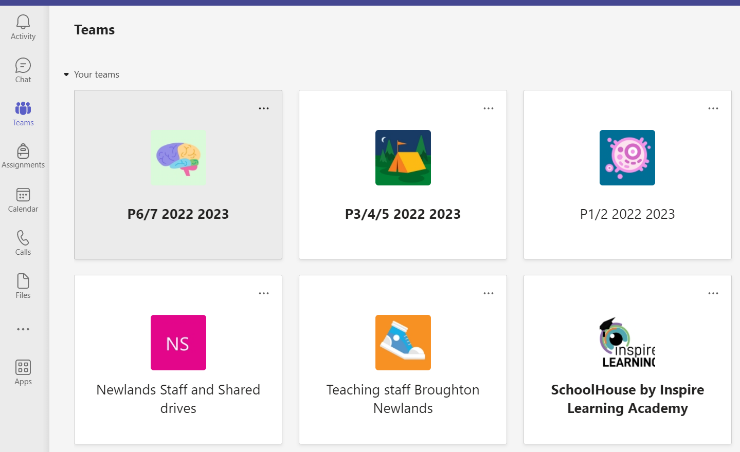 Teams
Activity
Chat
Teams
Assignments
Calendar
Calls
Files
Apps
Your teams
P6/7 2022 2023
P3/4/5 2022 2023
P1/2 2022 2023
NS
Newlands Staff and Shared
drives
Teaching staff Broughton
Newlands
inspire
LEARNING
SchoolHouse by Inspire
Learning Academy